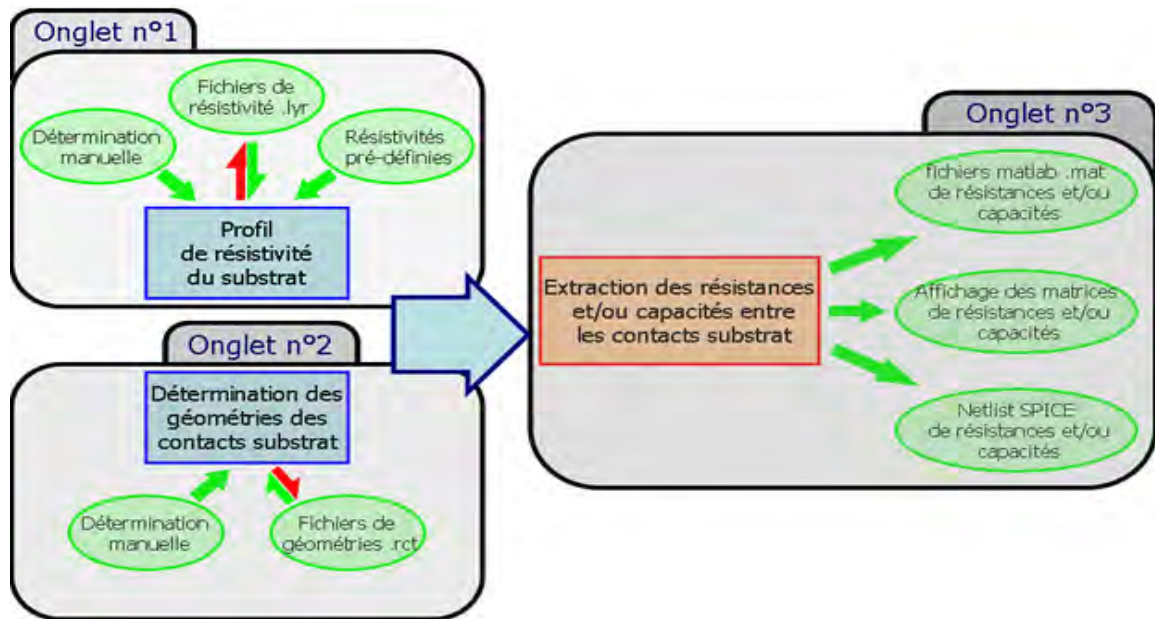 Onglet n°1
Fichiers de
résistivité .lyr
Détermination
manuelle
Résistivités
pré-définies
Profil
de résistivité
du substrat
Onglet n°2
Détermination des
géométries des
contacts substrat
Détermination
manuelle
Fichiers de
géométries .rct
Onglet n°3
fichiers matlab .mat
de résistances et/ou
capacités
Extraction des résistances
et/ou capacités entre
les contacts substrat
Affichage des matrices
de résistances et/ou
capacités
Netlist SPICE
de résistances et/ou
capacités